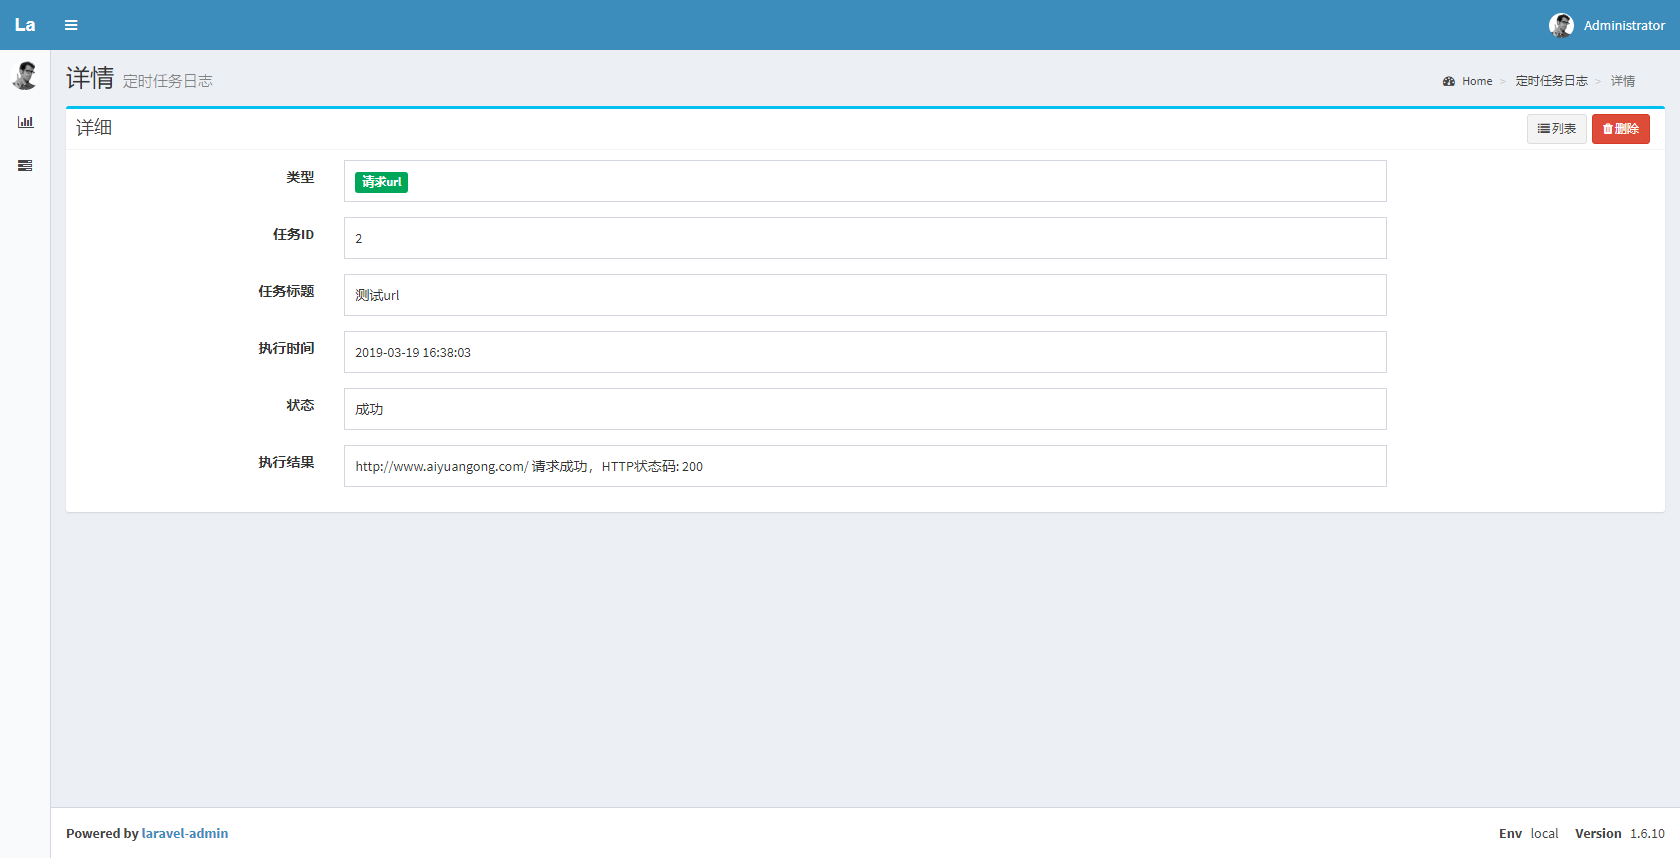 La
Administrator
详情 定时任务日志
Home > 定时任务日志 > 详情
详细
列表 删除
类型 请求url
任务ID 2
任务标题 测试url
执行时间 2019-03-19 16:38:03
状态 成功
执行结果 http://www.aiyuangong.com/ 请求成功，HTTP状态码: 200
Powered by laravel-admin
Env local Version 1.6.10